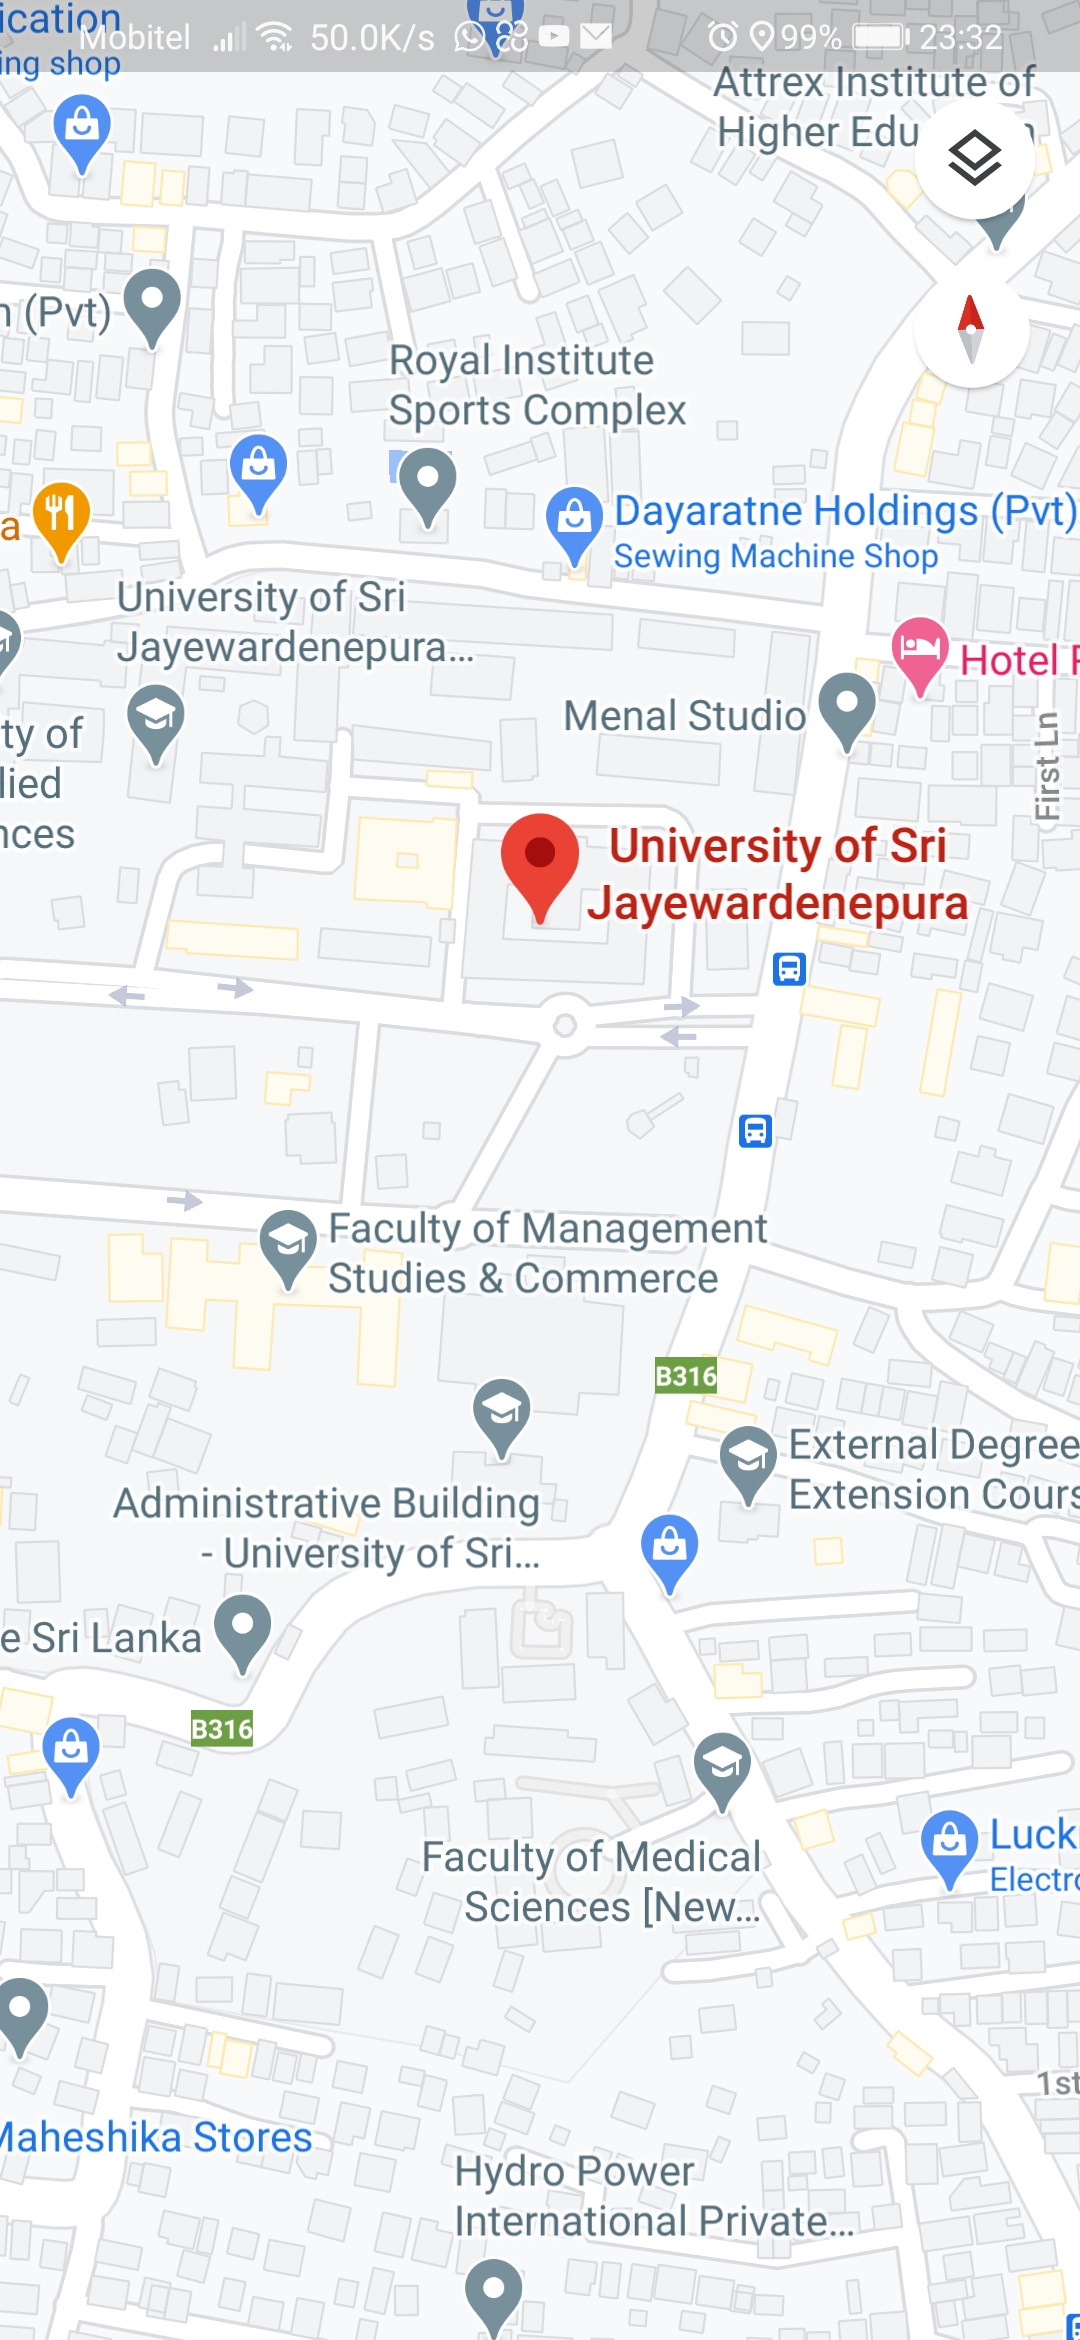 ication
ing shop
Mobitel 50.0K/s 99% 23:32
Attrex Institute of
Higher Edu
n (Pvt)
Royal Institute
Sports Complex
Dayaratne Holdings (Pvt)
Sewing Machine Shop
a
University of Sri
Jayewardenepura...
Hotel
Menal Studio
ty of
lied
nces
First Ln
University of Sri
Jayewardenepura
Faculty of Management
Studies & Commerce
B316
External Degree
Extension Cours
Administrative Building
- University of Sri...
e Sri Lanka
B316
Faculty of Medical
Sciences [New...
Luck
Electro
1st
Maheshika Stores
Hydro Power
International Private...